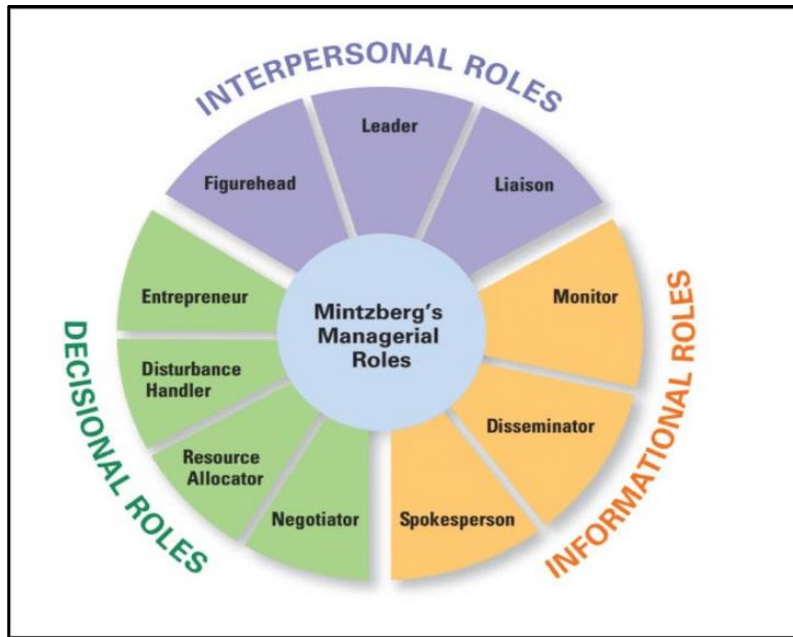 INTERPERSONAL ROLES
Figurehead
Leader
Liaison
Mintzberg's
Managerial
Roles
Entrepreneur
Disturbance
Handler
Resource
Allocator
Negotiator
DECISIONAL ROLES
Monitor
Disseminator
Spokesperson
INFORMATIONAL ROLES